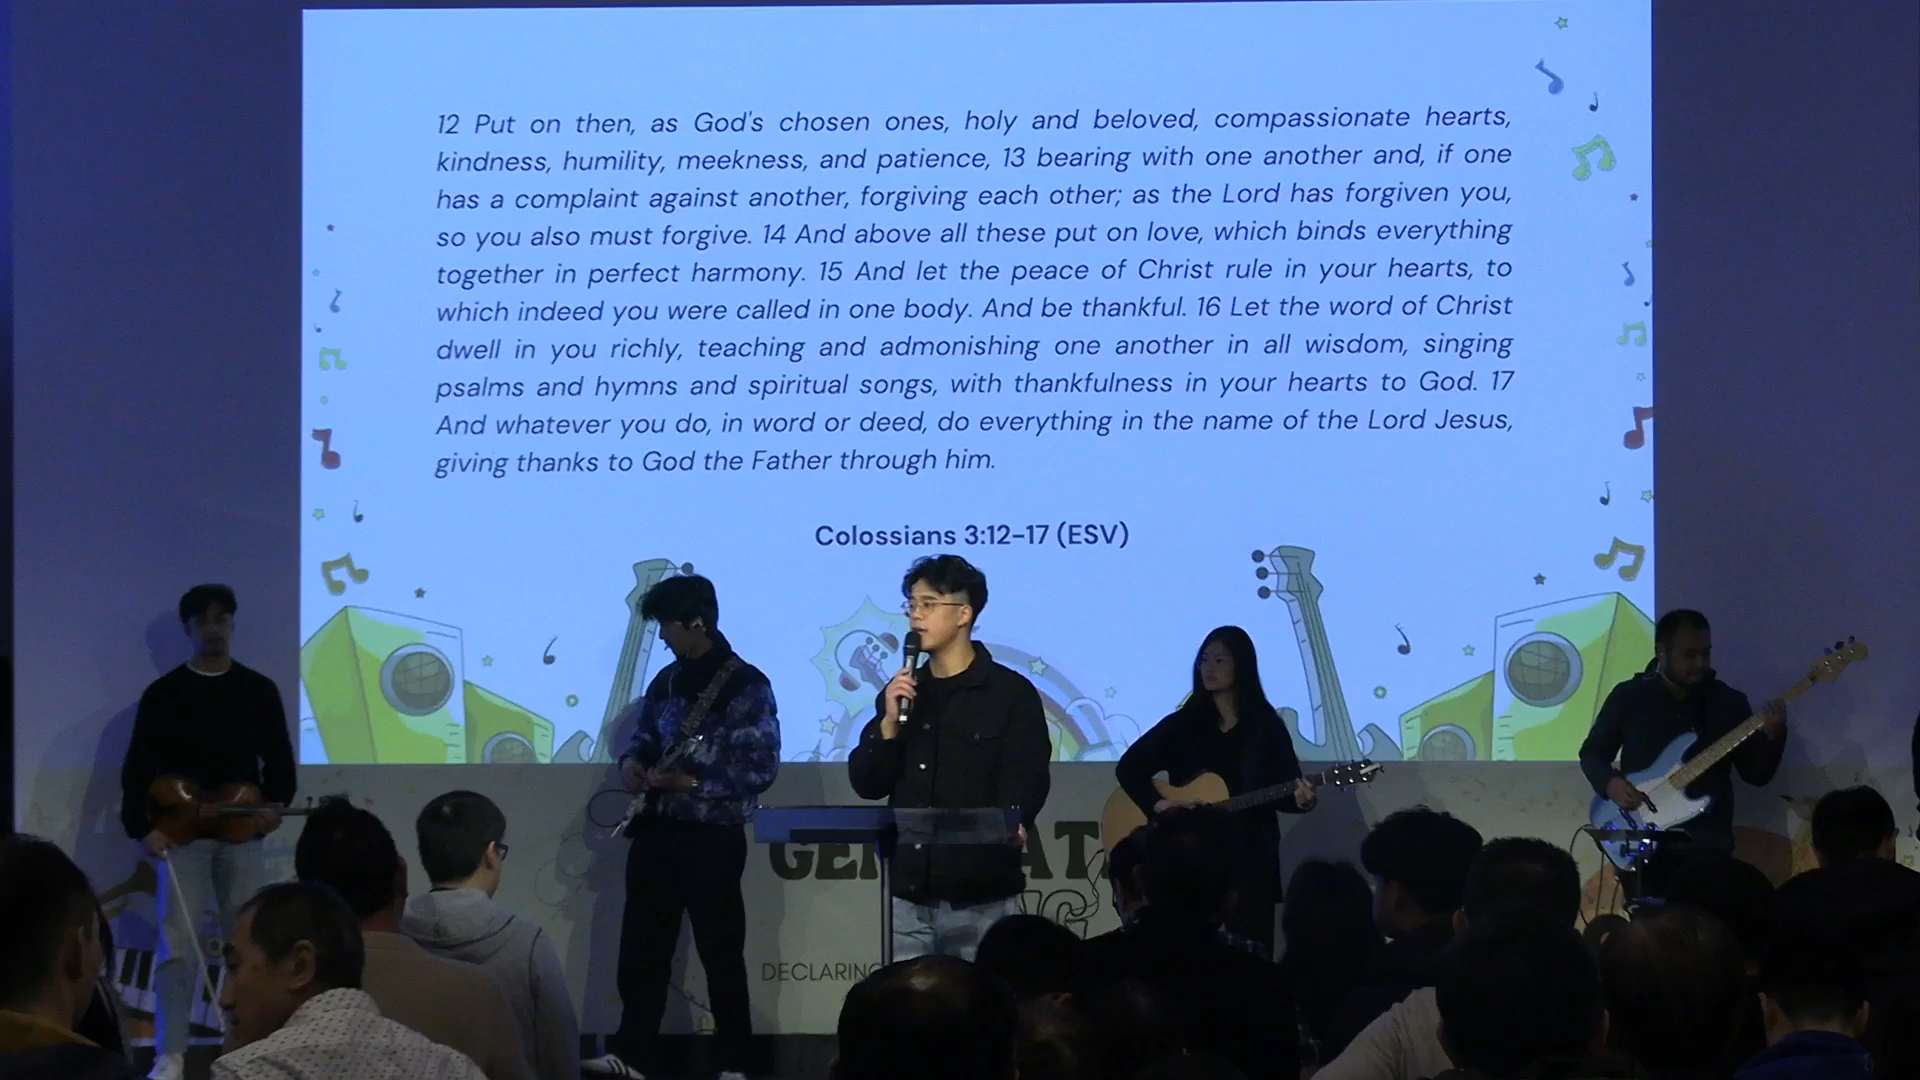 12 Put on then, as God's chosen ones, holy and beloved, compassionate hearts,
kindness, humility, meekness, and patience, 13 bearing with one another and, if one
has a complaint against another, forgiving each other; as the Lord has forgiven you,
so you also must forgive. 14 And above all these put on love, which binds everything
together in perfect harmony. 15 And let the peace of Christ rule in your hearts, to
which indeed you were called in one body. And be thankful. 16 Let the word of Christ
dwell in you richly, teaching and admonishing one another in all wisdom, singing
psalms and hymns and spiritual songs, with thankfulness in your hearts to God. 17
And whatever you do, in word or deed, do everything in the name of the Lord Jesus,
giving thanks to God the Father through him.
Colossians 3:12-17 (ESV)
DECLARING